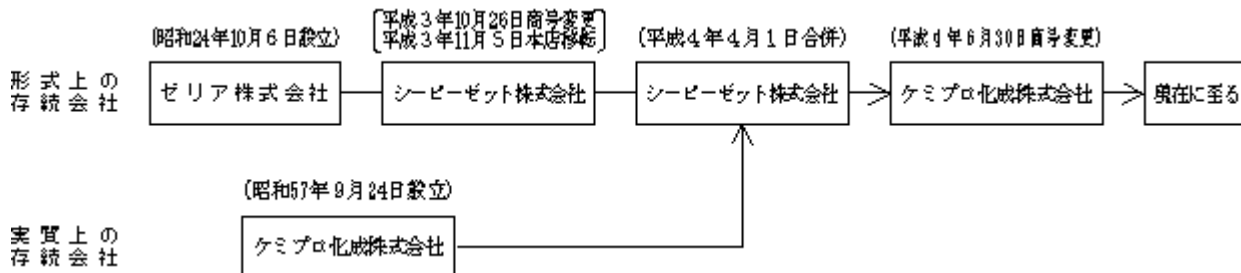 (昭和24年10月6日設立)
平成3年10月26日商号変更
平成3年11月5日本店移転
(平成4年4月1日合併)
(平成4年6月30日商号変更)
形式上の
存続会社
ゼリア株式会社
シーピーゼット株式会社
シーピーゼット株式会社
ケミプロ化成株式会社
現在に至る
(昭和57年9月24日設立)
実質上の
存続会社
ケミプロ化成株式会社